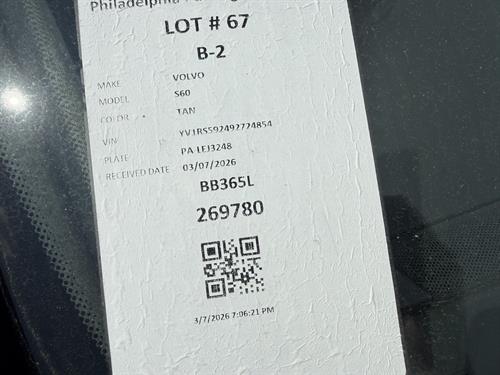 Philadelphia
LOT # 67
B-2
MAKE VOLVO
MODEL S60
COLOR TAN
VIN YV1RS592492724854
PLATE PA LEJ3248
RECEIVED DATE 03/07/2026
BB365L
269780
3/7/2026 7:06:21 PM